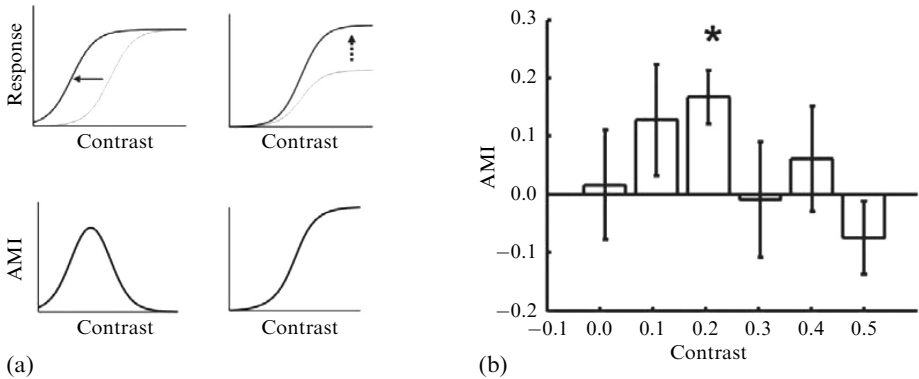 Response
Contrast
Contrast
AMI
Contrast
Contrast
(a)
0.3
*
0.2
0.1
0.0
−0.1
−0.2
AMI
−0.1 0.0 0.1 0.2 0.3 0.4 0.5
Contrast
(b)